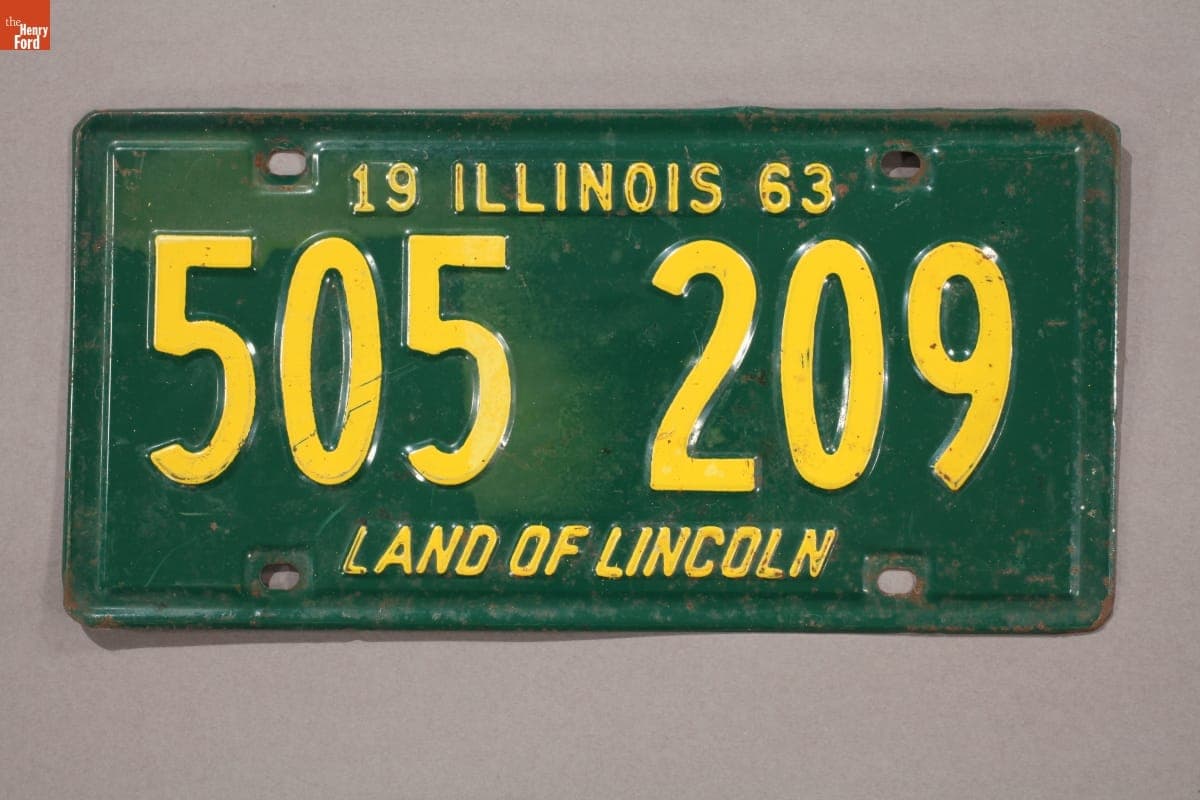 the
Henry
Ford
19 ILLINOIS 63
505 209
LAND OF LINCOLN